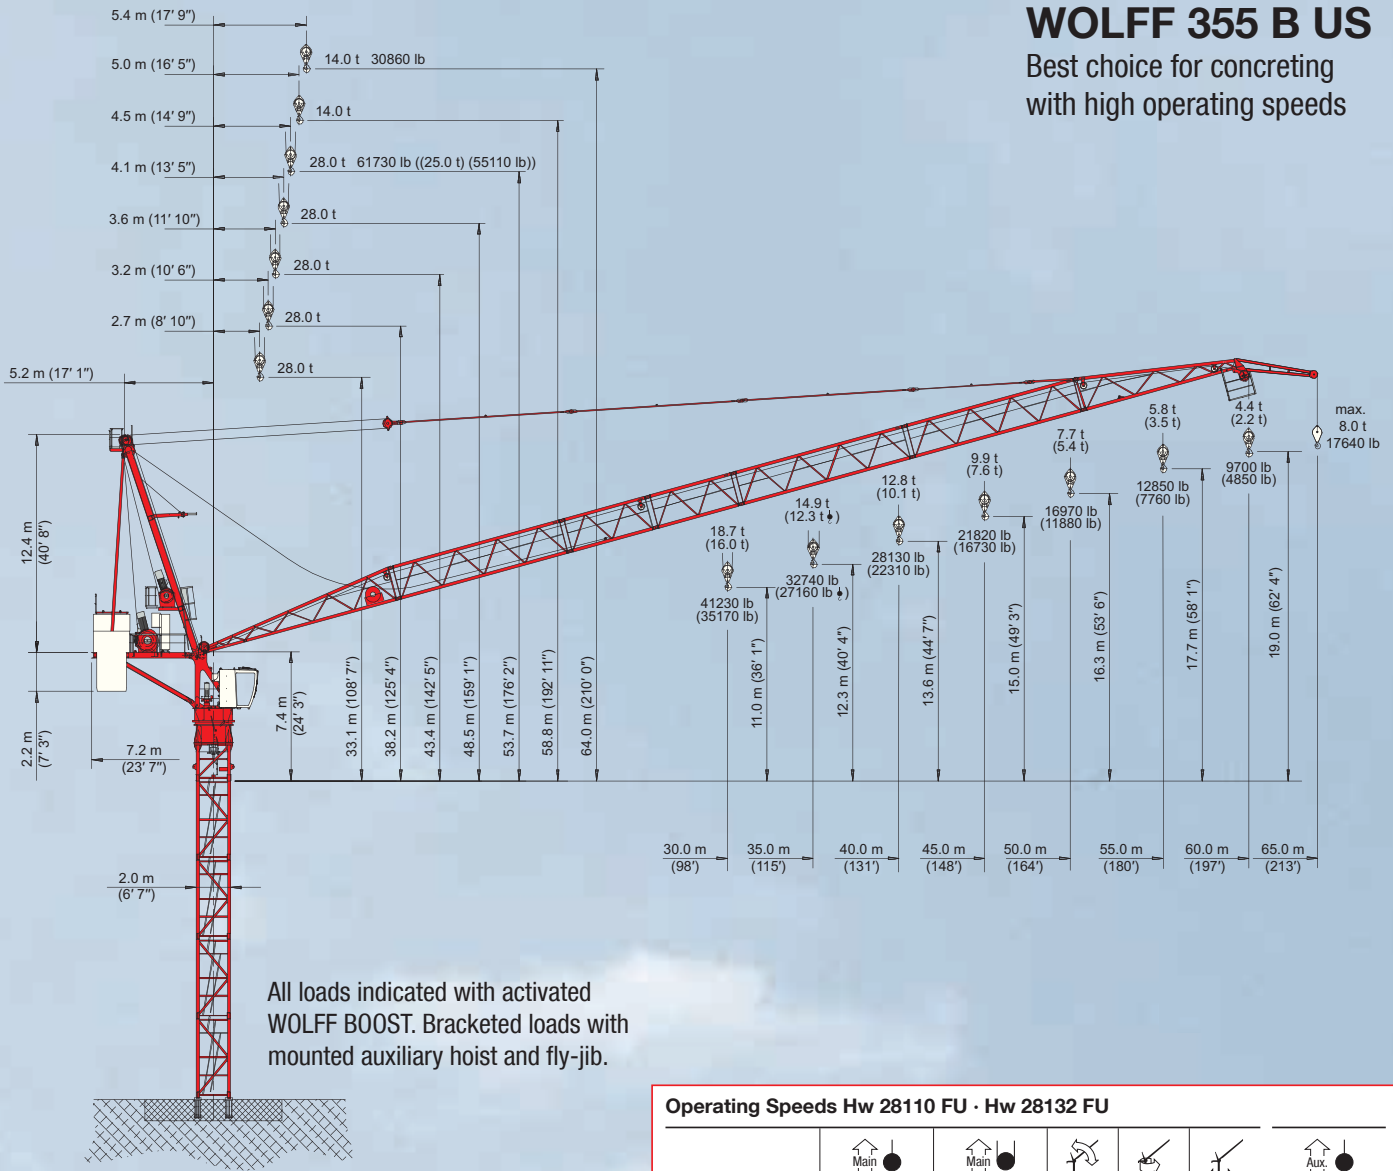 WOLFF 355 B US
Best choice for concreting
with high operating speeds
5.4 m (17′ 9″)
14.0 t 30860 lb
5.0 m (16′ 5″)
14.0 t
4.5 m (14′ 9″)
28.0 t 61730 lb ((25.0 t) (55110 lb))
4.1 m (13′ 5″)
28.0 t
3.6 m (11′ 10″)
28.0 t
3.2 m (10′ 6″)
28.0 t
2.7 m (8′ 10″)
28.0 t
5.2 m (17′ 1″)
12.4 m
(40′ 8″)
2.2 m
(7′ 3″)
7.2 m
(23′ 7″)
7.4 m
(24′ 3″)
33.1 m (108′ 7″)
38.2 m (125′ 4″)
43.4 m (142′ 5″)
48.5 m (159′ 1″)
53.7 m (176′ 2″)
58.8 m (192′ 11″)
64.0 m (210′ 0″)
18.7 t
(16.0 t)
41230 lb
(35170 lb)
11.0 m (36′ 1″)
14.9 t
(12.3 t )
32740 lb
(27160 lb )
12.3 m (40′ 4″)
12.8 t
(10.1 t)
28130 lb
(22310 lb)
13.6 m (44′ 7″)
9.9 t
(7.6 t)
21820 lb
(16730 lb)
15.0 m (49′ 3″)
7.7 t
(5.4 t)
16970 lb
(11880 lb)
16.3 m (53′ 6″)
5.8 t
(3.5 t)
12850 lb
(7760 lb)
17.7 m (58′ 1″)
4.4 t
(2.2 t)
9700 lb
(4850 lb)
19.0 m (62′ 4″)
max.
8.0 t
17640 lb
30.0 m
(98′)
35.0 m
(115′)
40.0 m
(131′)
45.0 m
(148′)
50.0 m
(164′)
55.0 m
(180′)
60.0 m
(197′)
65.0 m
(213′)
2.0 m
(6′ 7″)
All loads indicated with activated
WOLFF BOOST. Bracketed loads with
mounted auxiliary hoist and fly-jib.
Operating Speeds Hw 28110 FU · Hw 28132 FU
Main
Main
Aux.